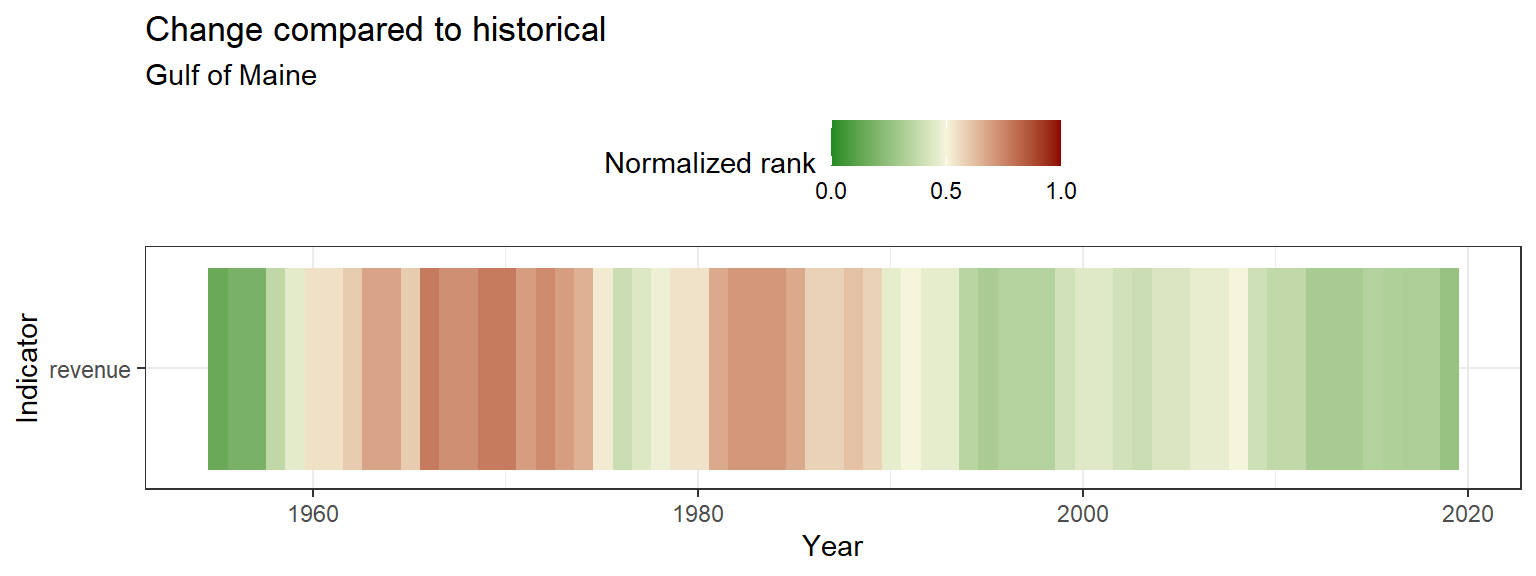 Change compared to historical
Gulf of Maine
Normalized rank
0.0 0.5 1.0
Indicator
revenue
1960 1980 2000 2020
Year